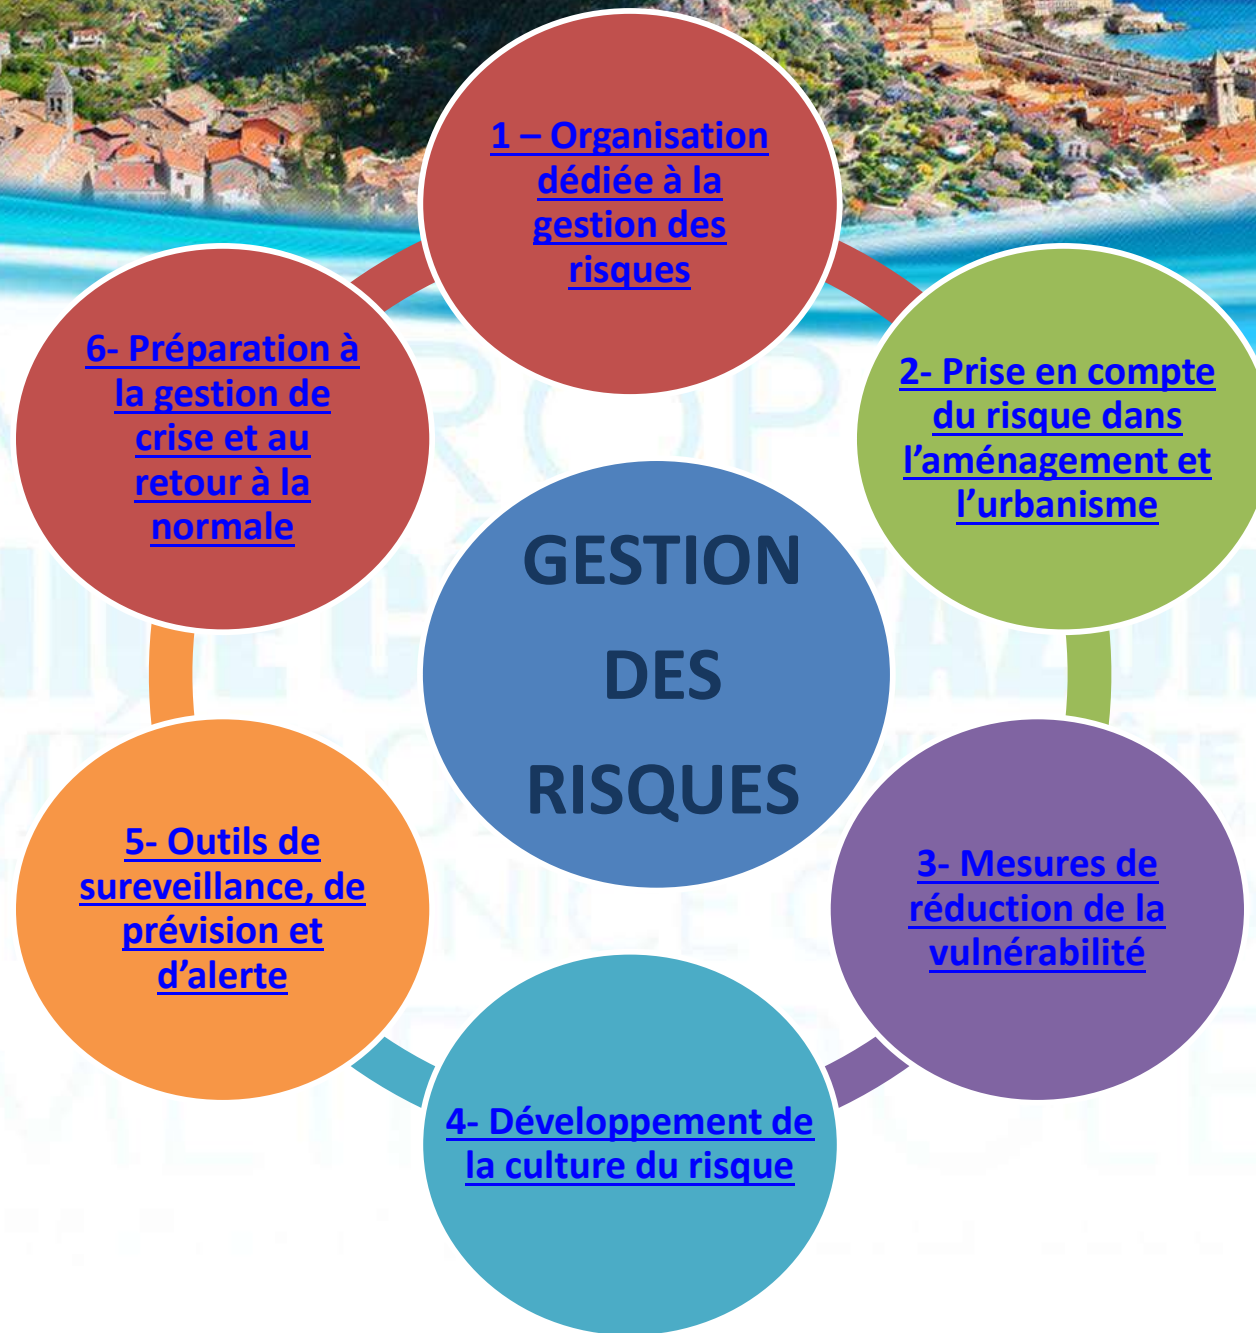 1 – Organisation
dédiée à la
gestion des
risques
2- Prise en compte
du risque dans
l’aménagement et
l’urbanisme
3- Mesures de
réduction de la
vulnérabilité
4- Développement de
la culture du risque
5- Outils de
sureveillance, de
prévision et
d’alerte
6- Préparation à
la gestion de
crise et au
retour à la
normale
GESTION
DES
RISQUES